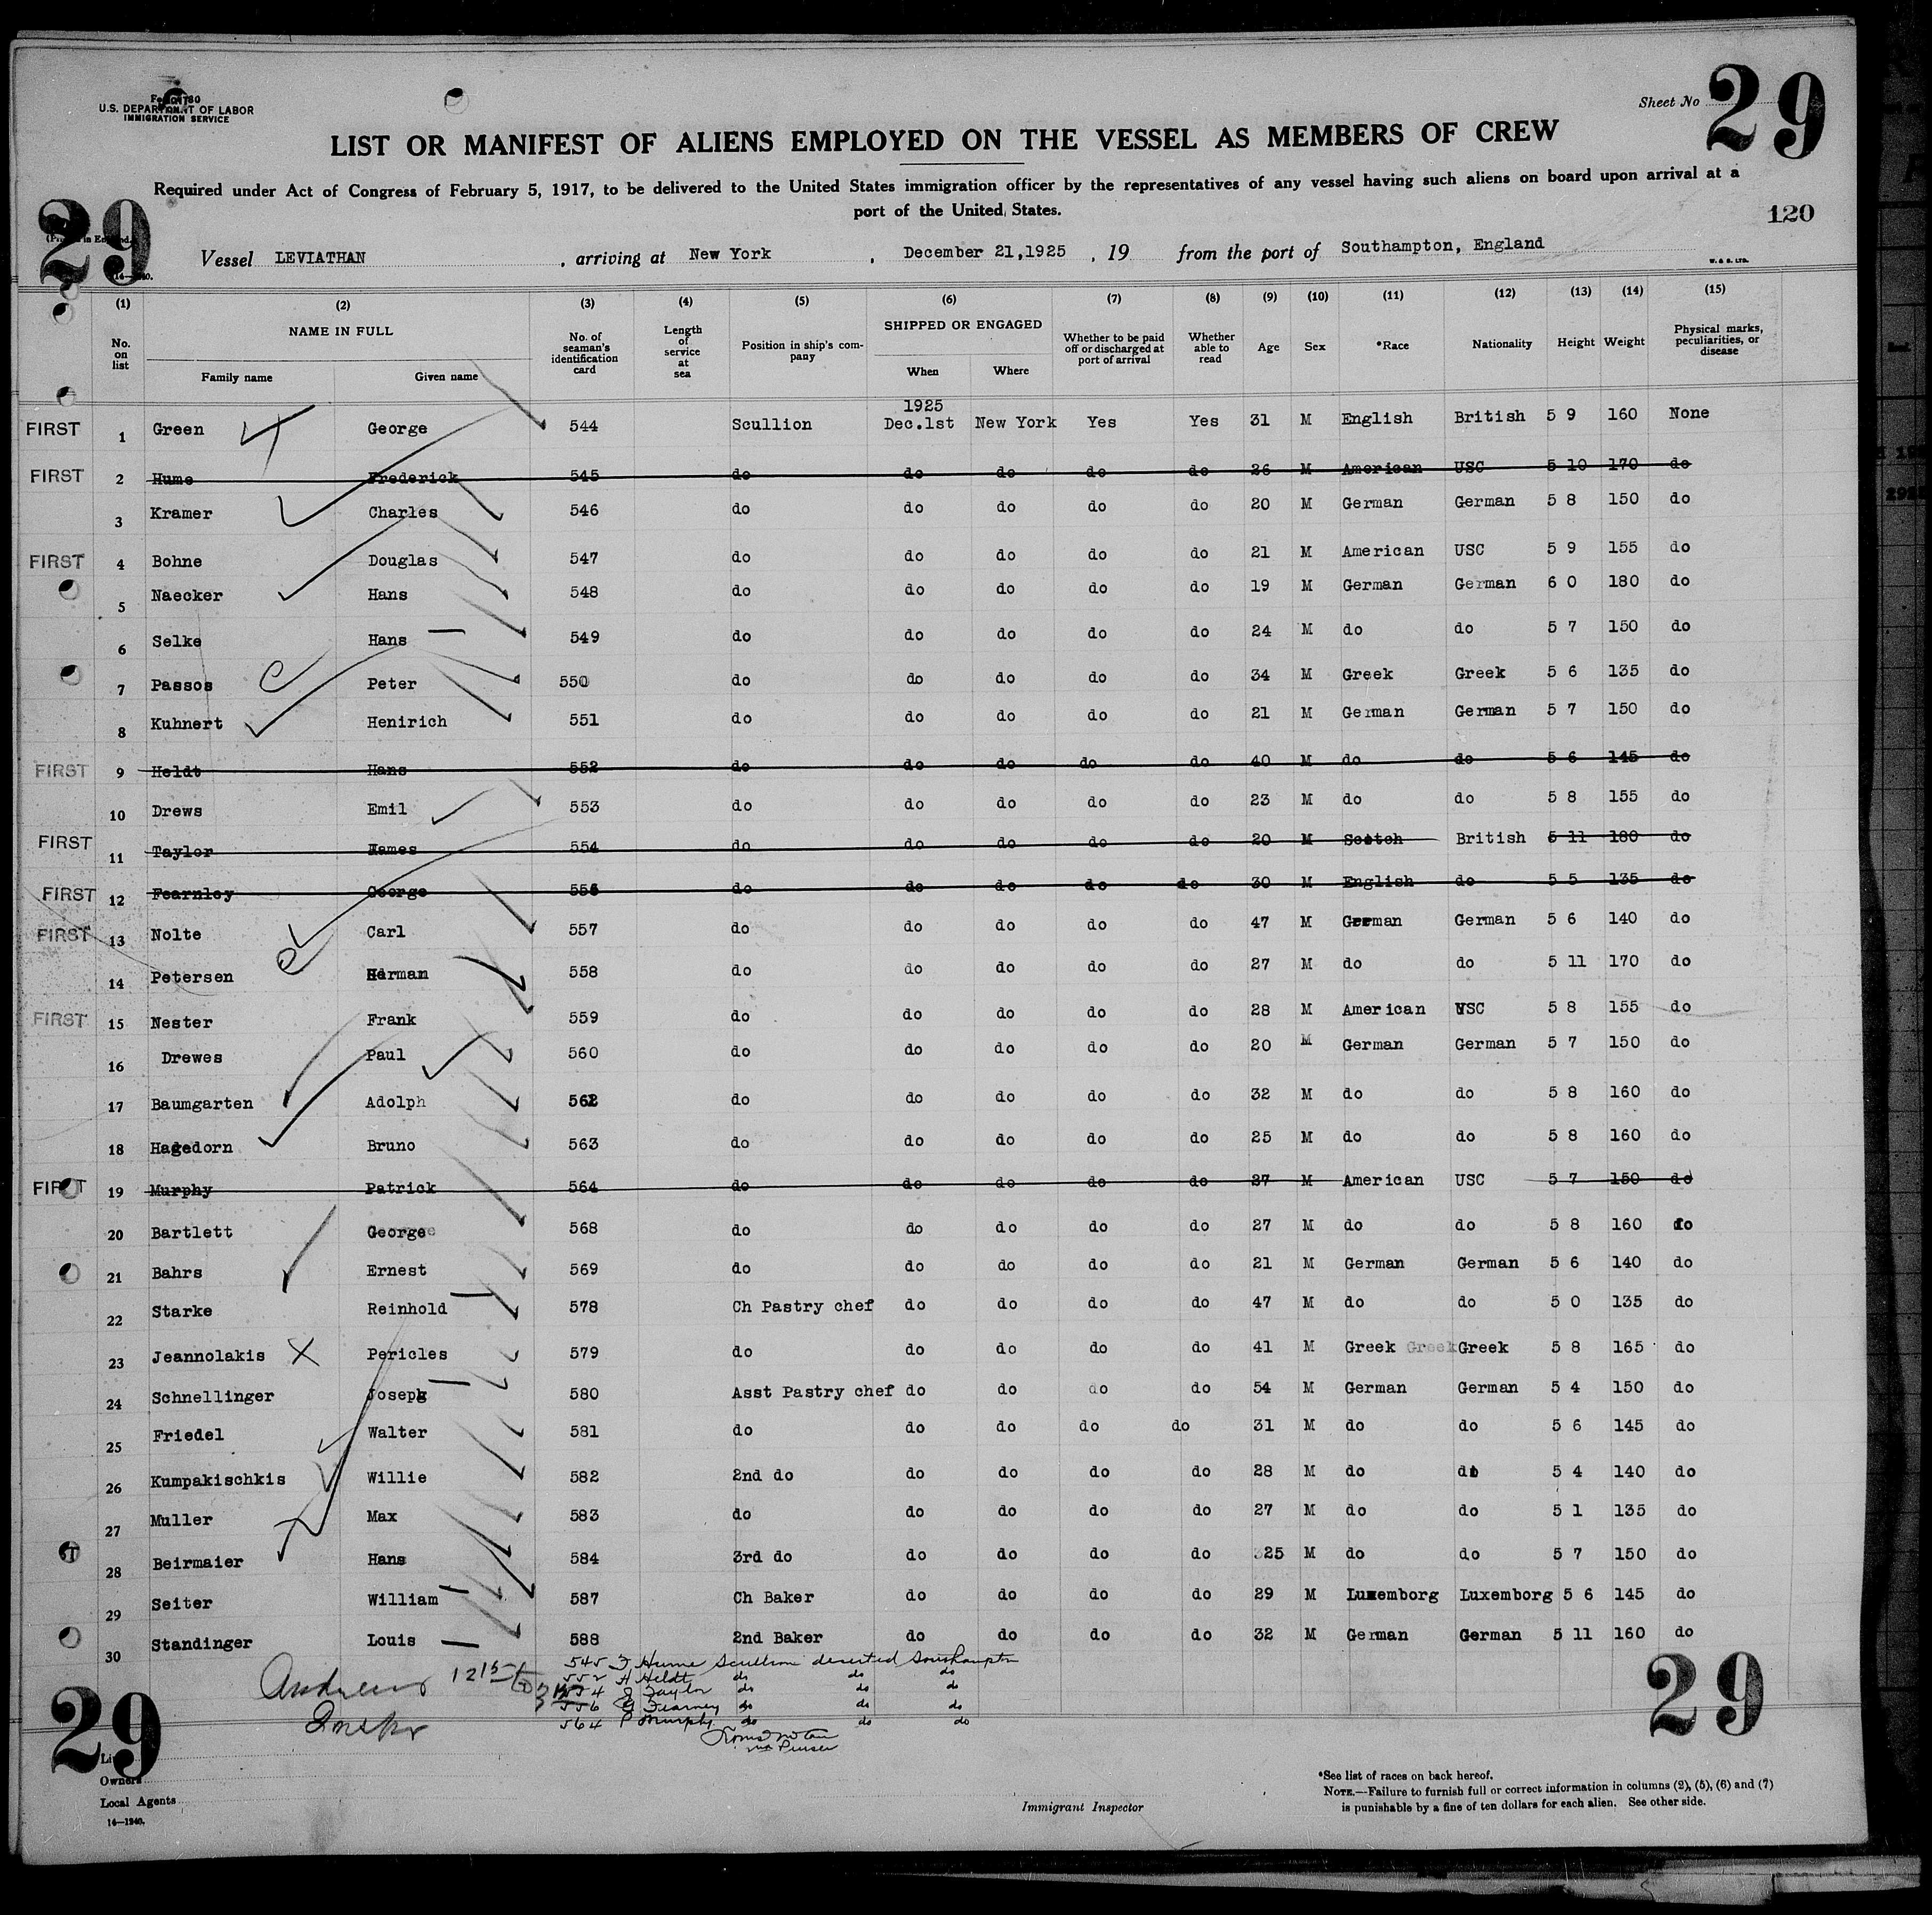 29
Sheet No 29
U.S. DEPARTMENT OF LABOR
IMMIGRATION SERVICE
LIST OR MANIFEST OF ALIENS EMPLOYED ON THE VESSEL AS MEMBERS OF CREW
Required under Act of Congress of February 5, 1917, to be delivered to the United States immigration officer by the representatives of any vessel having such aliens on board upon arrival at a
port of the United States.
120
Vessel LEVIATHAN , arriving at New York , December 21,1925 , 19 from the port of Southampton, England
W. & S. LTD.
(1) (2) (3) (4) (5) (6) (7) (8) (9) (10) (11) (12) (13) (14) (15)
No. on list NAME IN FULL Family name Given name No. of seaman's identification card Length of service at sea Position in ship's company SHIPPED OR ENGAGED When Where Whether to be paid off or discharged at port of arrival Whether able to read Age Sex *Race Nationality Height Weight Physical marks, peculiarities, or disease
1925
FIRST 1 Green George 544 Scullion Dec.1st New York Yes Yes 31 M English British 5 9 160 None
FIRST 2 Hume Frederick 545 do do do do do 26 M American USC 5 10 170 do
3 Kramer Charles 546 do do do do do 20 M German German 5 8 150 do
FIRST 4 Bohne Douglas 547 do do do do do 21 M American USC 5 9 155 do
5 Naecker Hans 548 do do do do do 19 M German German 6 0 180 do
6 Selke Hans 549 do do do do do 24 M do do 5 7 150 do
7 Passos Peter 550 do do do do do 34 M Greek Greek 5 6 135 do
8 Kuhnert Henirich 551 do do do do do 21 M German German 5 7 150 do
FIRST 9 Heldt Hans 552 do do do do do 40 M do do 5 6 145 do
10 Drews Emil 553 do do do do do 23 M do do 5 8 155 do
FIRST 11 Taylor James 554 do do do do do 20 M Scotch British 5 11 180 do
FIRST 12 Fearnley George 556 do do do do do 30 M English do 5 5 135 do
FIRST 13 Nolte Carl 557 do do do do do 47 M German German 5 6 140 do
14 Petersen Herman 558 do do do do do 27 M do do 5 11 170 do
FIRST 15 Nester Frank 559 do do do do do 28 M American USC 5 8 155 do
16 Drewes Paul 560 do do do do do 20 M German German 5 7 150 do
17 Baumgarten Adolph 562 do do do do do 32 M do do 5 8 160 do
18 Hagedorn Bruno 563 do do do do do 25 M do do 5 8 160 do
FIRST 19 Murphy Patrick 564 do do do do do 27 M American USC 5 7 150 do
20 Bartlett George 568 do do do do do 27 M do do 5 8 160 do
21 Bahrs Ernest 569 do do do do do 21 M German German 5 6 140 do
22 Starke Reinhold 578 Ch Pastry chef do do do do 47 M do do 5 0 135 do
23 Jeannolakis Pericles 579 do do do do do 41 M Greek Greek Greek 5 8 165 do
24 Schnellinger Joseph 580 Asst Pastry chef do do do do 54 M German German 5 4 150 do
25 Friedel Walter 581 do do do do do 31 M do do 5 6 145 do
26 Kumpakischkis Willie 582 2nd do do do do do 28 M do do 5 4 140 do
27 Muller Max 583 do do do do do 27 M do do 5 1 135 do
28 Beirmaier Hans 584 3rd do do do do do 25 M do do 5 7 150 do
29 Seiter William 587 Ch Baker do do do do 29 M Luxemborg Luxemborg 5 6 145 do
30 Standinger Louis 588 2nd Baker do do do do 32 M German German 5 11 160 do
545 F Hume Scullion deserted Southampton
552 H Heldt do do do
554 J Taylor do do do
556 G Fearney do do do
564 P Murphy do do do
Andrews
Inspr
Purser
29
29
Owners
Local Agents
14—1240.
Immigrant Inspector
*See list of races on back hereof.
NOTE.—Failure to furnish full or correct information in columns (2), (5), (6) and (7)
is punishable by a fine of ten dollars for each alien. See other side.